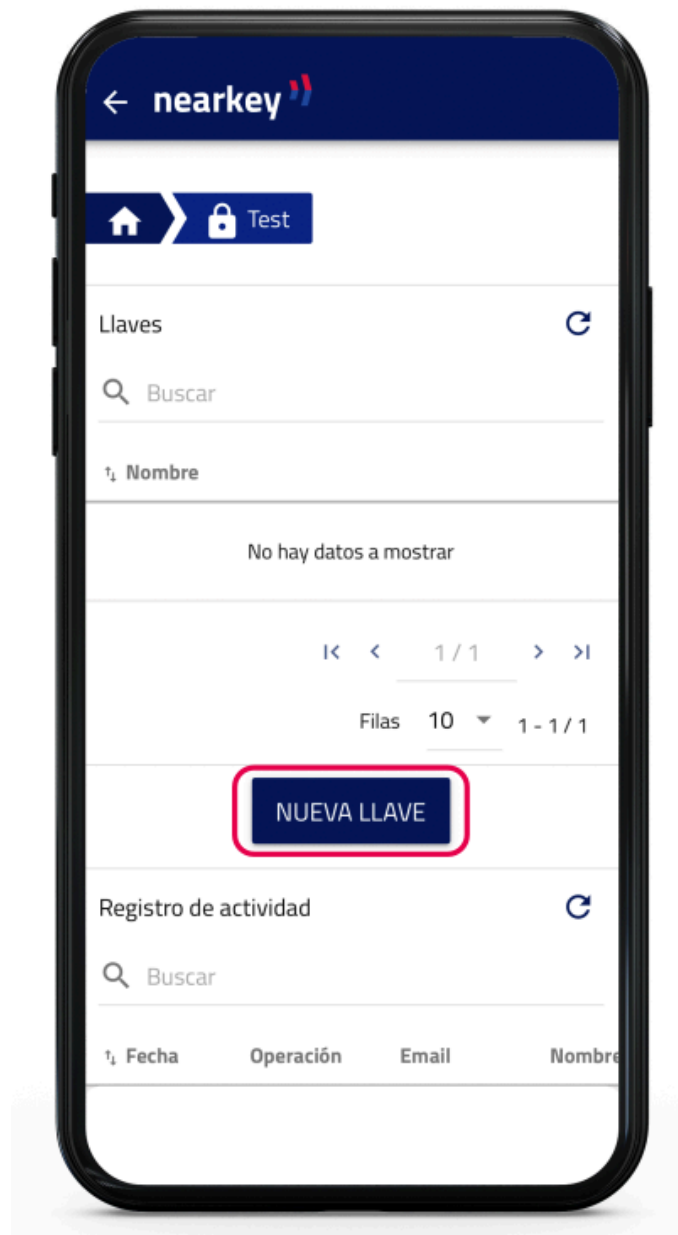 nearkey
Test
Llaves
Buscar
Nombre
No hay datos a mostrar
1 / 1
Filas 10 1 - 1 / 1
NUEVA LLAVE
Registro de actividad
Buscar
Fecha Operación Email Nombre